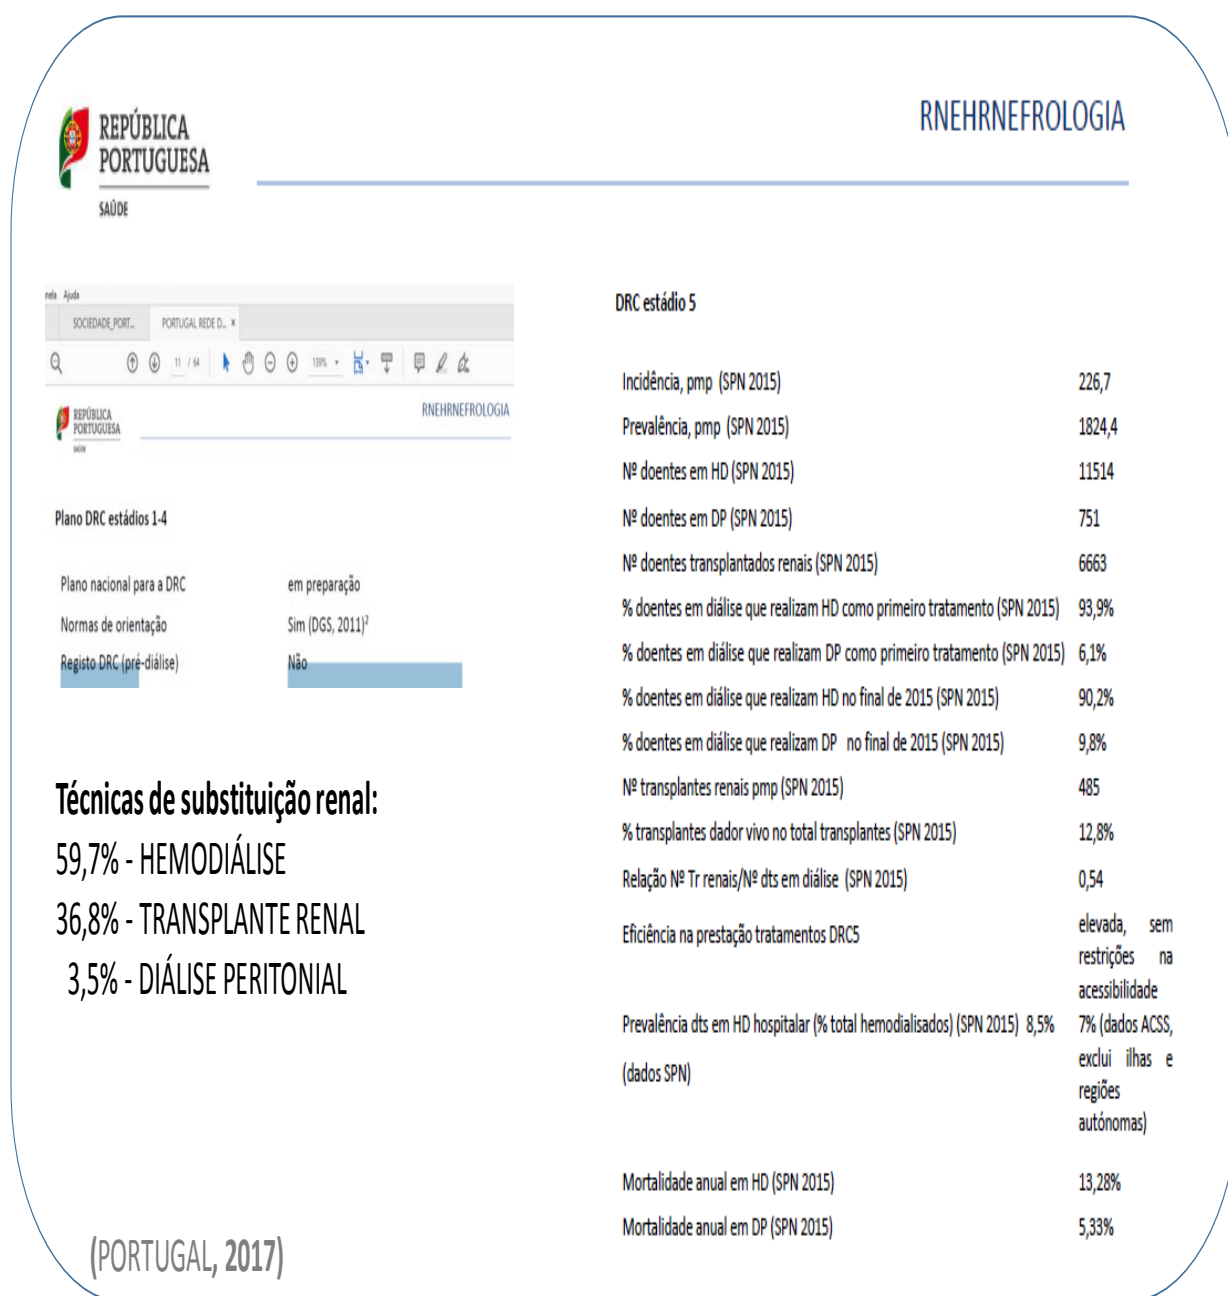 REPÚBLICA
PORTUGUESA
SAÚDE
RNEHRNEFROLOGIA
nela Ajuda
SOCIEDADE_PORT... PORTUGAL REDE D... x
11 / 64 139%
REPÚBLICA
PORTUGUESA
SAÚDE
RNEHRNEFROLOGIA
Plano DRC estádios 1-4
Plano nacional para a DRC em preparação
Normas de orientação Sim (DGS, 2011)²
Registo DRC (pré-diálise) Não
Técnicas de substituição renal:
59,7% - HEMODIÁLISE
36,8% - TRANSPLANTE RENAL
3,5% - DIÁLISE PERITONIAL
(PORTUGAL, 2017)
DRC estádio 5
Incidência, pmp (SPN 2015) 226,7
Prevalência, pmp (SPN 2015) 1824,4
Nº doentes em HD (SPN 2015) 11514
Nº doentes em DP (SPN 2015) 751
Nº doentes transplantados renais (SPN 2015) 6663
% doentes em diálise que realizam HD como primeiro tratamento (SPN 2015) 93,9%
% doentes em diálise que realizam DP como primeiro tratamento (SPN 2015) 6,1%
% doentes em diálise que realizam HD no final de 2015 (SPN 2015) 90,2%
% doentes em diálise que realizam DP no final de 2015 (SPN 2015) 9,8%
Nº transplantes renais pmp (SPN 2015) 485
% transplantes dador vivo no total transplantes (SPN 2015) 12,8%
Relação Nº Tr renais/Nº dts em diálise (SPN 2015) 0,54
Eficiência na prestação tratamentos DRC5 elevada, sem
restrições na
acessibilidade
Prevalência dts em HD hospitalar (% total hemodialisados) (SPN 2015) 8,5% 7% (dados ACSS,
exclui ilhas e
(dados SPN)
regiões
autónomas)
Mortalidade anual em HD (SPN 2015) 13,28%
Mortalidade anual em DP (SPN 2015) 5,33%